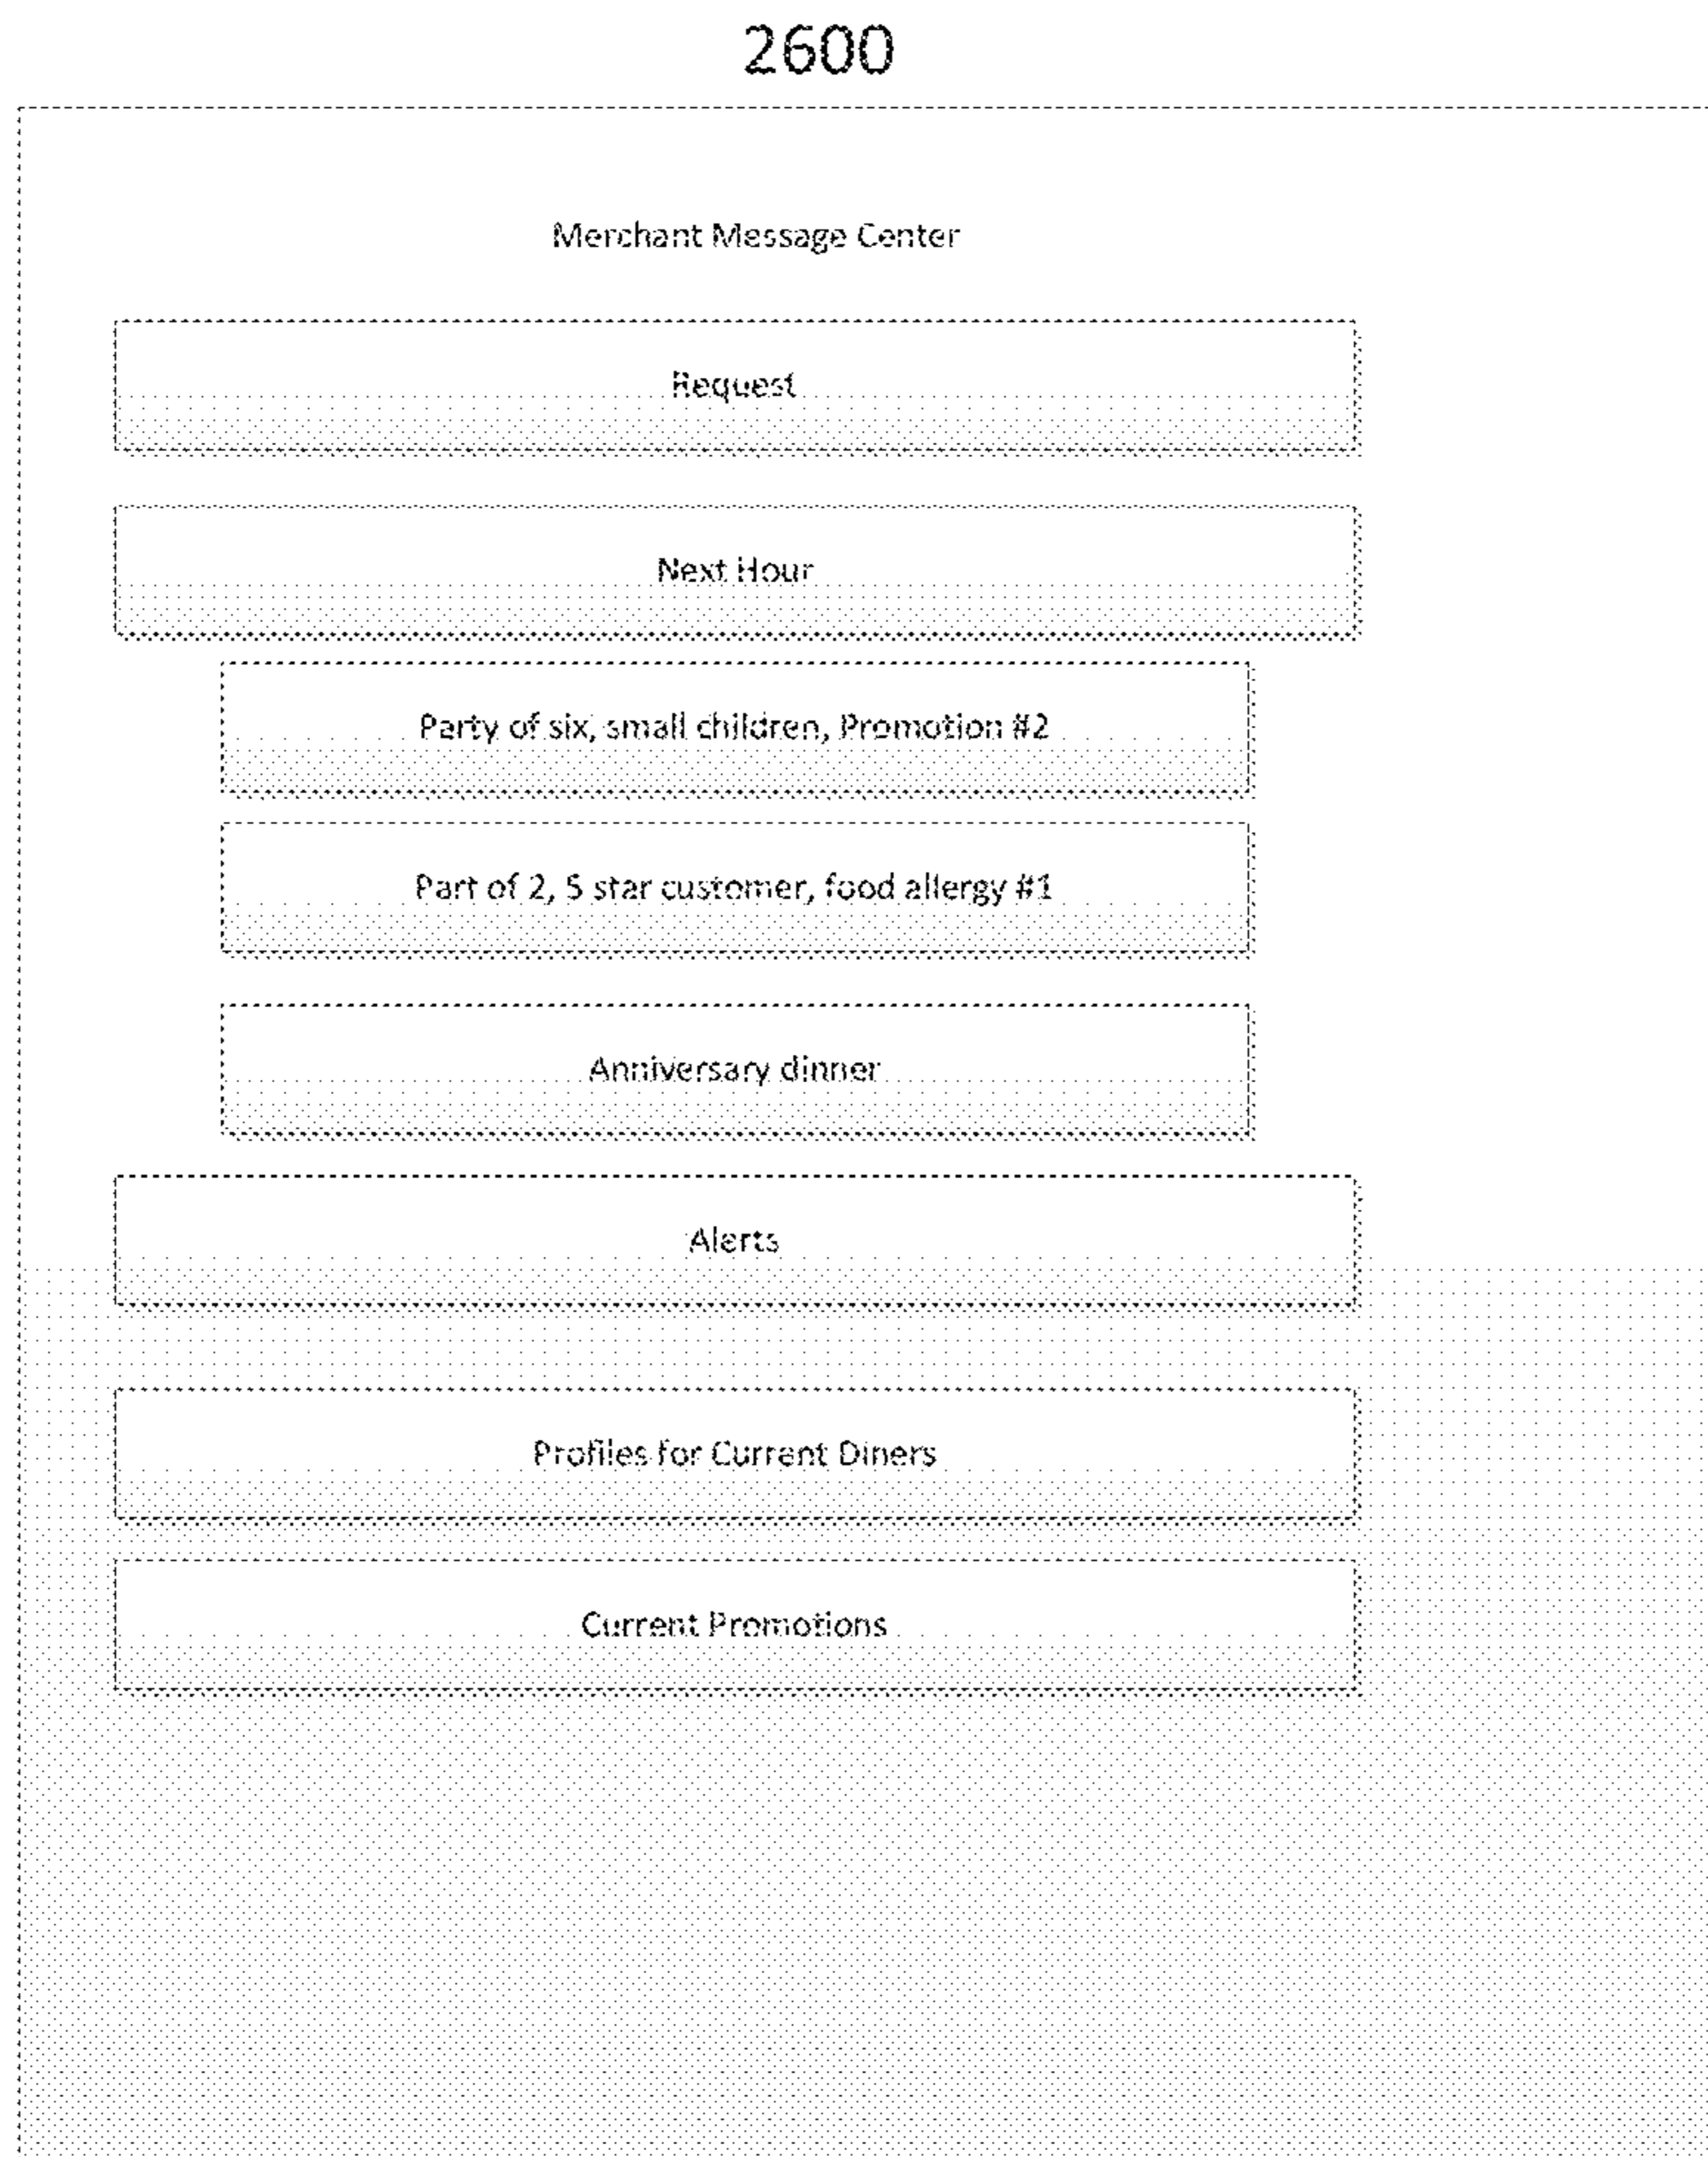 2600
Merchant Message Center
Request
Next Hour
Party of six, small children, Promotion #2
Part of 2, 5 star customer, food allergy #1
Anniversary dinner
Alerts
Profiles for Current Diners
Current Promotions